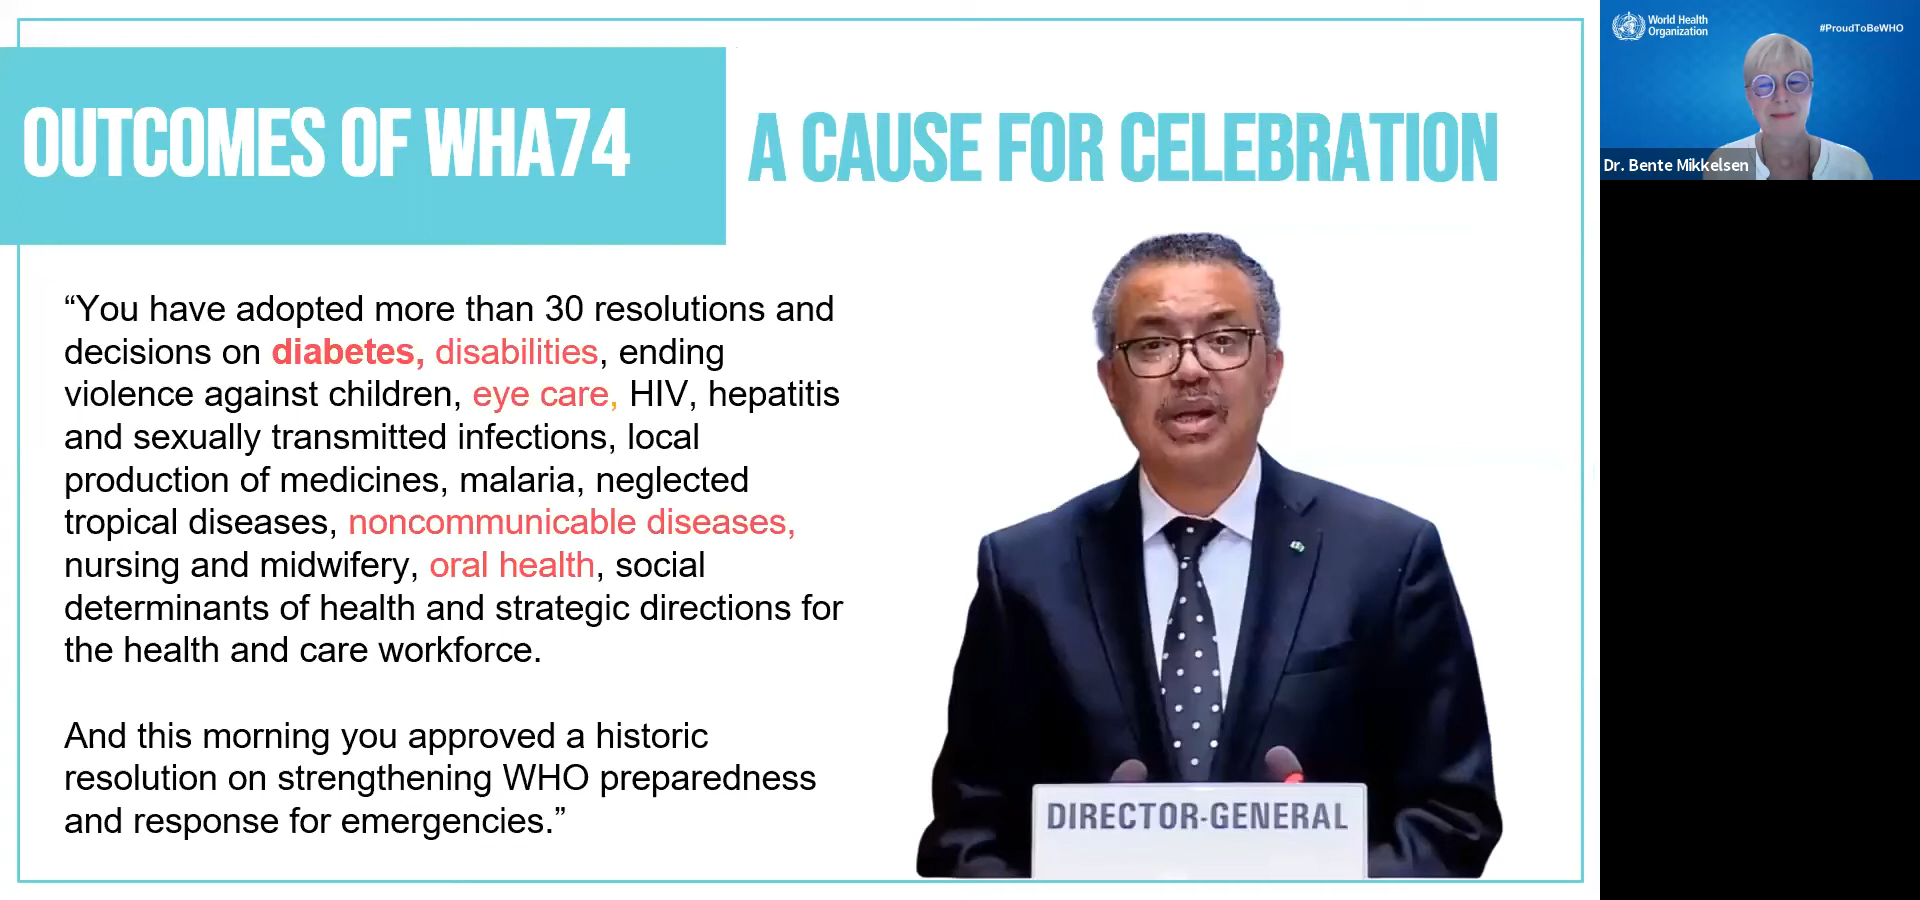 OUTCOMES OF WHA74
A CAUSE FOR CELEBRATION
“You have adopted more than 30 resolutions and
decisions on diabetes, disabilities, ending
violence against children, eye care, HIV, hepatitis
and sexually transmitted infections, local
production of medicines, malaria, neglected
tropical diseases, noncommunicable diseases,
nursing and midwifery, oral health, social
determinants of health and strategic directions for
the health and care workforce.
And this morning you approved a historic
resolution on strengthening WHO preparedness
and response for emergencies.”
DIRECTOR-GENERAL
World Health
Organization
#ProudToBeWHO
Dr. Bente Mikkelsen